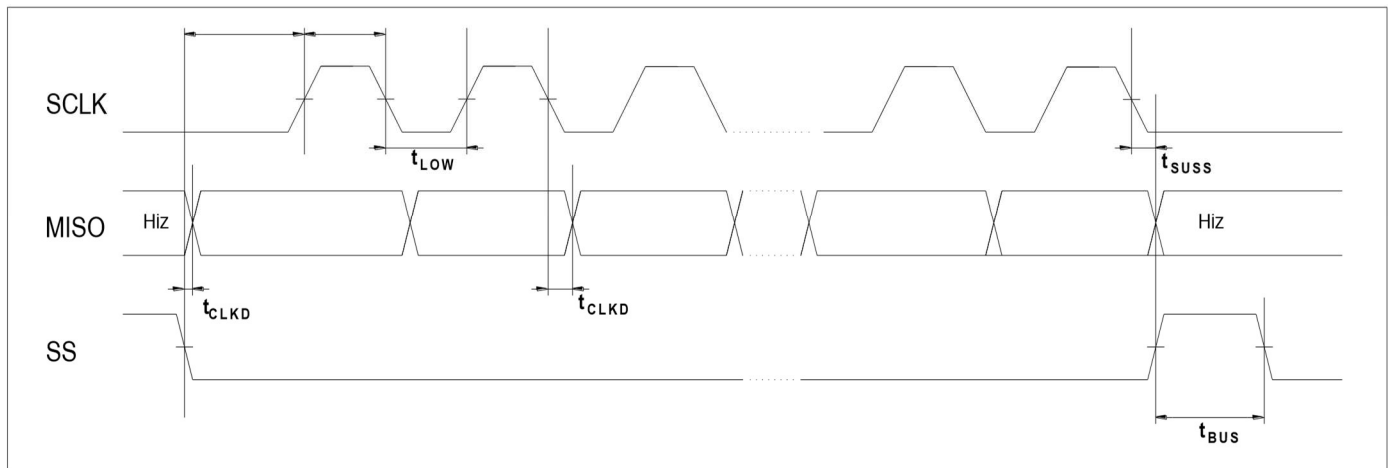 SCLK
tLOW
tSUSS
MISO
Hiz
Hiz
tCLKD
tCLKD
SS
tBUS